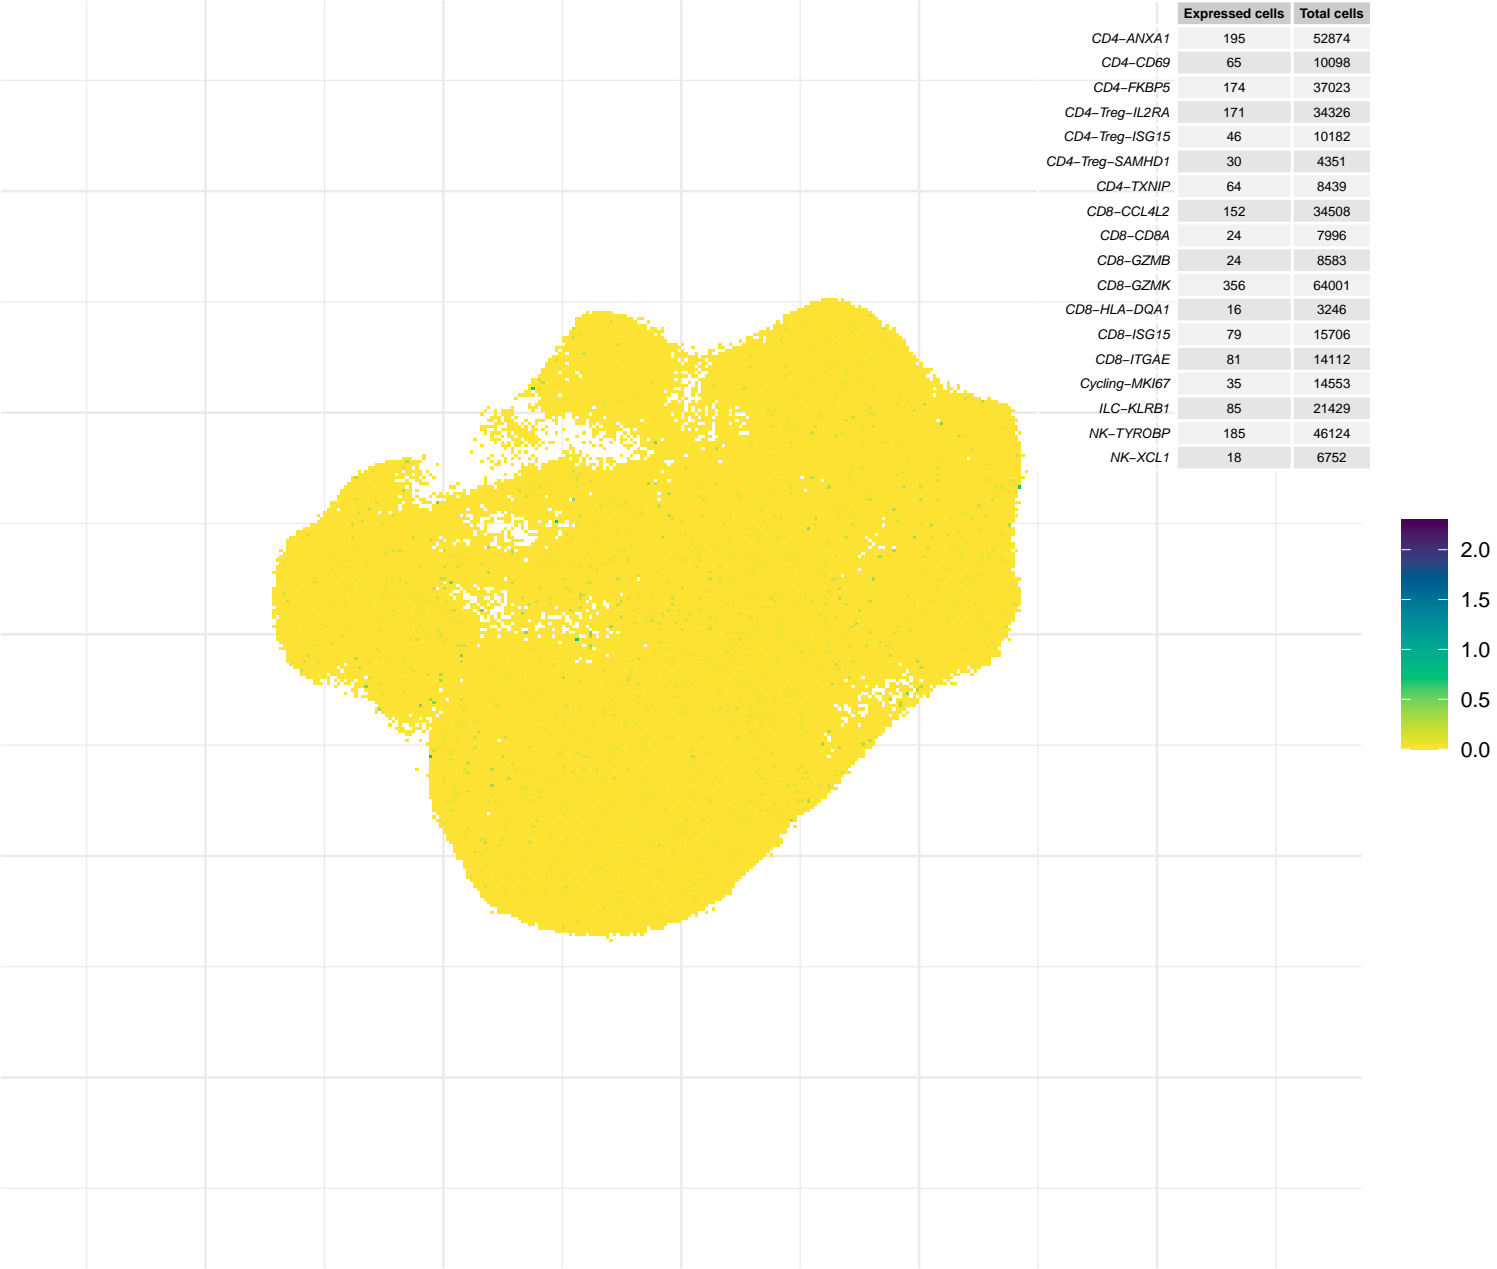 Expressed cells Total cells
CD4−ANXA1 195 52874
CD4−CD69 65 10098
CD4−FKBP5 174 37023
CD4−Treg−IL2RA 171 34326
CD4−Treg−ISG15 46 10182
CD4−Treg−SAMHD1 30 4351
CD4−TXNIP 64 8439
CD8−CCL4L2 152 34508
CD8−CD8A 24 7996
CD8−GZMB 24 8583
CD8−GZMK 356 64001
CD8−HLA−DQA1 16 3246
CD8−ISG15 79 15706
CD8−ITGAE 81 14112
Cycling−MKI67 35 14553
ILC−KLRB1 85 21429
NK−TYROBP 185 46124
NK−XCL1 18 6752
2.0
1.5
1.0
0.5
0.0